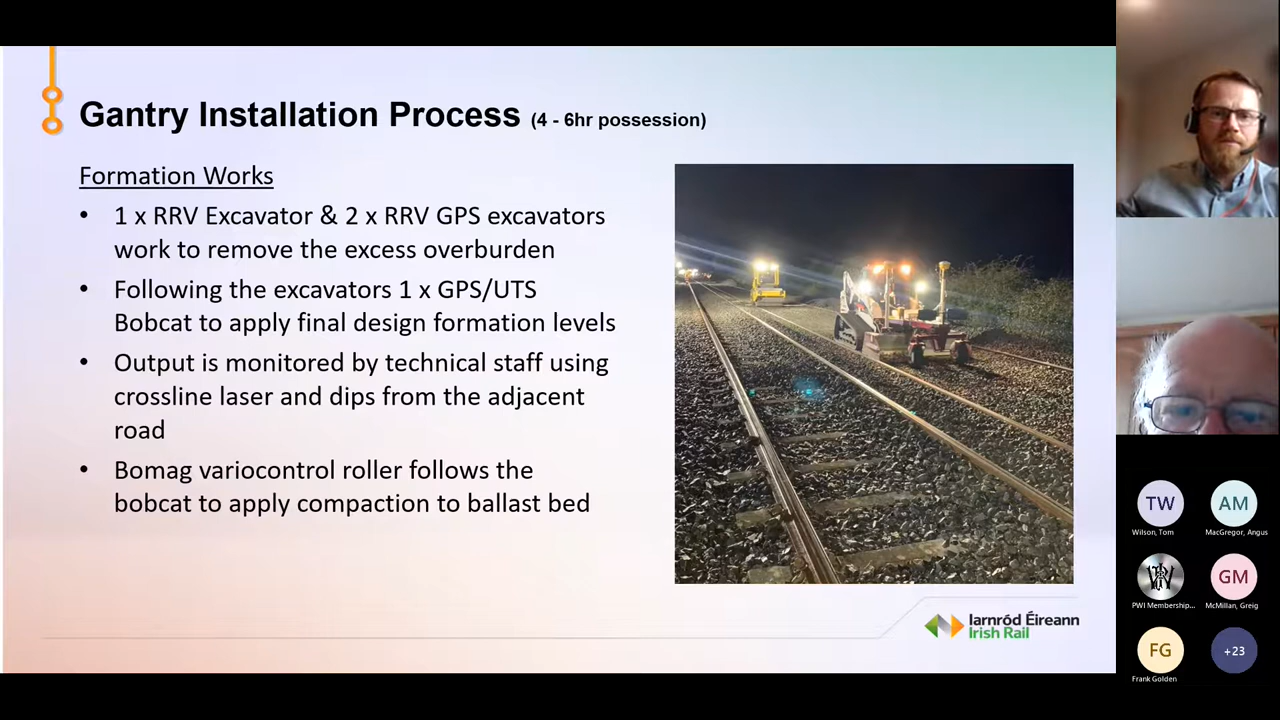 Gantry Installation Process (4 - 6hr possession)
Formation Works
• 1 x RRV Excavator & 2 x RRV GPS excavators
work to remove the excess overburden
• Following the excavators 1 x GPS/UTS
Bobcat to apply final design formation levels
• Output is monitored by technical staff using
crossline laser and dips from the adjacent
road
• Bomag variocontrol roller follows the
bobcat to apply compaction to ballast bed
Iarnród Éireann
Irish Rail
TW
Wilson, Tom
AM
MacGregor, Angus
PWI Membership...
GM
McMillan, Greig
FG
Frank Golden
+23